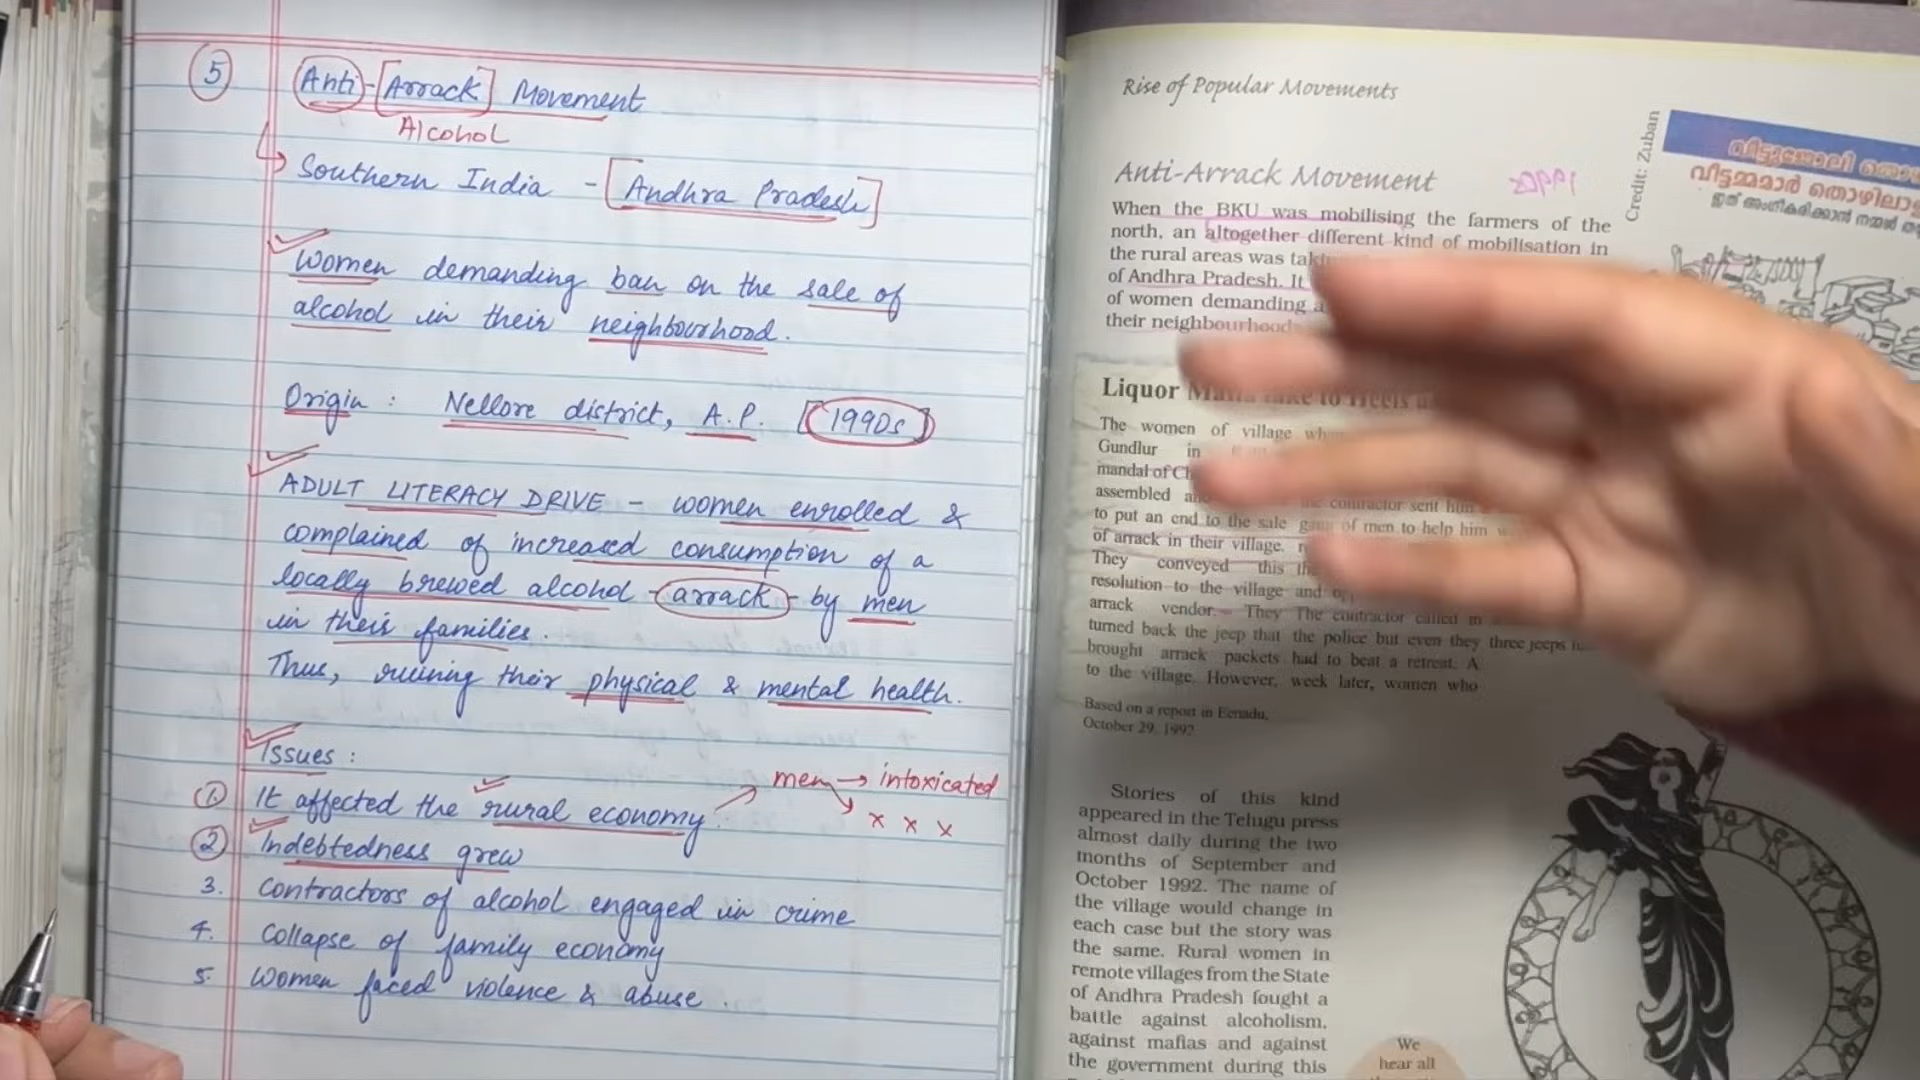 5
Anti-[Arrack] Movement
Alcohol
Southern India - [Andhra Pradesh]
Women demanding ban on the sale of
alcohol in their neighbourhood.
Origin : Nellore district, A.P. [1990s]
ADULT LITERACY DRIVE - women enrolled &
complained of increased consumption of a
locally brewed alcohol - arrack - by men
in their families.
Thus, ruining their physical & mental health.
Issues :
1 It affected the rural economy. men → intoxicated
x x x
2 Indebtedness grew
3. Contractors of alcohol engaged in crime
4. Collapse of family economy
5. Women faced violence & abuse.
Rise of Popular Movements
Credit: Zuban
Anti-Arrack Movement
When the BKU was mobilising the farmers of the
north, an altogether different kind of mobilisation in
the rural areas was
of Andhra Pradesh. It
of women demanding a
their neighbourhood
Liquor
The women of village
Gundlur in
mandal of
assembled
to put an end to the sale
of arrack in their village.
They conveyed this
resolution to the village
arrack vendor. They
turned back the jeep that
brought arrack packets
to the village. However,
contractor sent
of men to help him
The contractor called in
the police but even they three jeeps
had to beat a retreat. A
week later, women who
Based on a report in Eenadu,
October 29, 1992
Stories of this kind
appeared in the Telugu press
almost daily during the two
months of September and
October 1992. The name of
the village would change in
each case but the story was
the same. Rural women in
remote villages from the State
of Andhra Pradesh fought a
battle against alcoholism,
against mafias and against
the government during this
We
hear all
വീട്ടുജോലി
വീട്ടമ്മമാർ